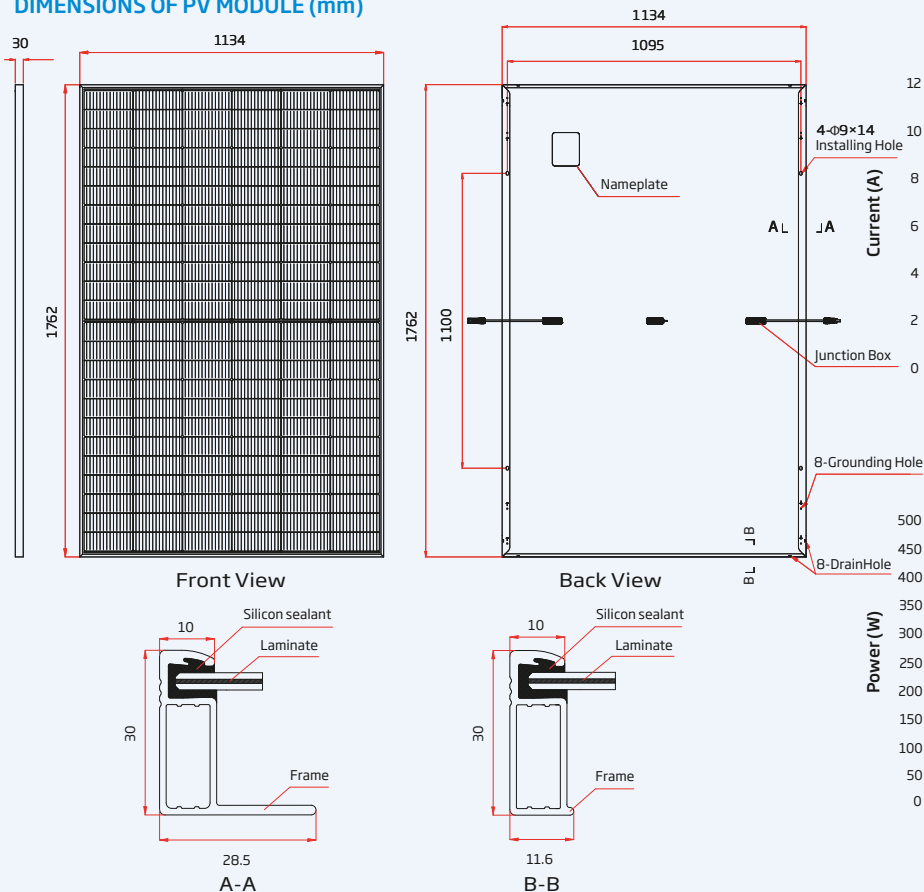 DIMENSIONS OF PV MODULE (mm)
30
1134
1762
Front View
1134
1095
1762
1100
4-Φ9×14
Installing Hole
Nameplate
A
A
Junction Box
8-Grounding Hole
B
B
8-DrainHole
Back View
12
10
8
6
4
2
0
Current (A)
500
450
400
350
300
250
200
150
100
50
0
Power (W)
10
Silicon sealant
Laminate
30
Frame
28.5
A-A
10
Silicon sealant
Laminate
30
Frame
11.6
B-B